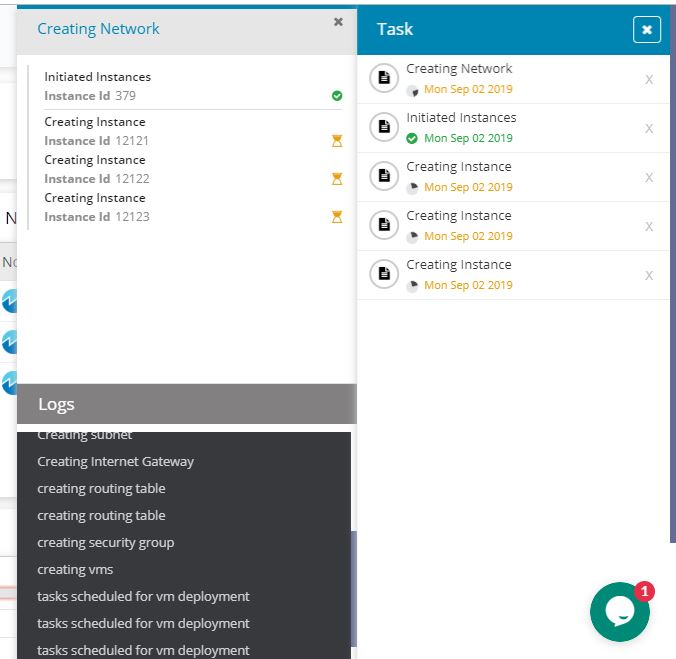 Creating Network
Initiated Instances
Instance Id 379
Creating Instance
Instance Id 12121
Creating Instance
Instance Id 12122
Creating Instance
Instance Id 12123
N
No
Logs
Creating subnet
Creating Internet Gateway
creating routing table
creating routing table
creating security group
creating vms
tasks scheduled for vm deployment
tasks scheduled for vm deployment
tasks scheduled for vm deployment
Task
Creating Network
Mon Sep 02 2019
X
Initiated Instances
Mon Sep 02 2019
X
Creating Instance
Mon Sep 02 2019
X
Creating Instance
Mon Sep 02 2019
X
Creating Instance
Mon Sep 02 2019
X
1